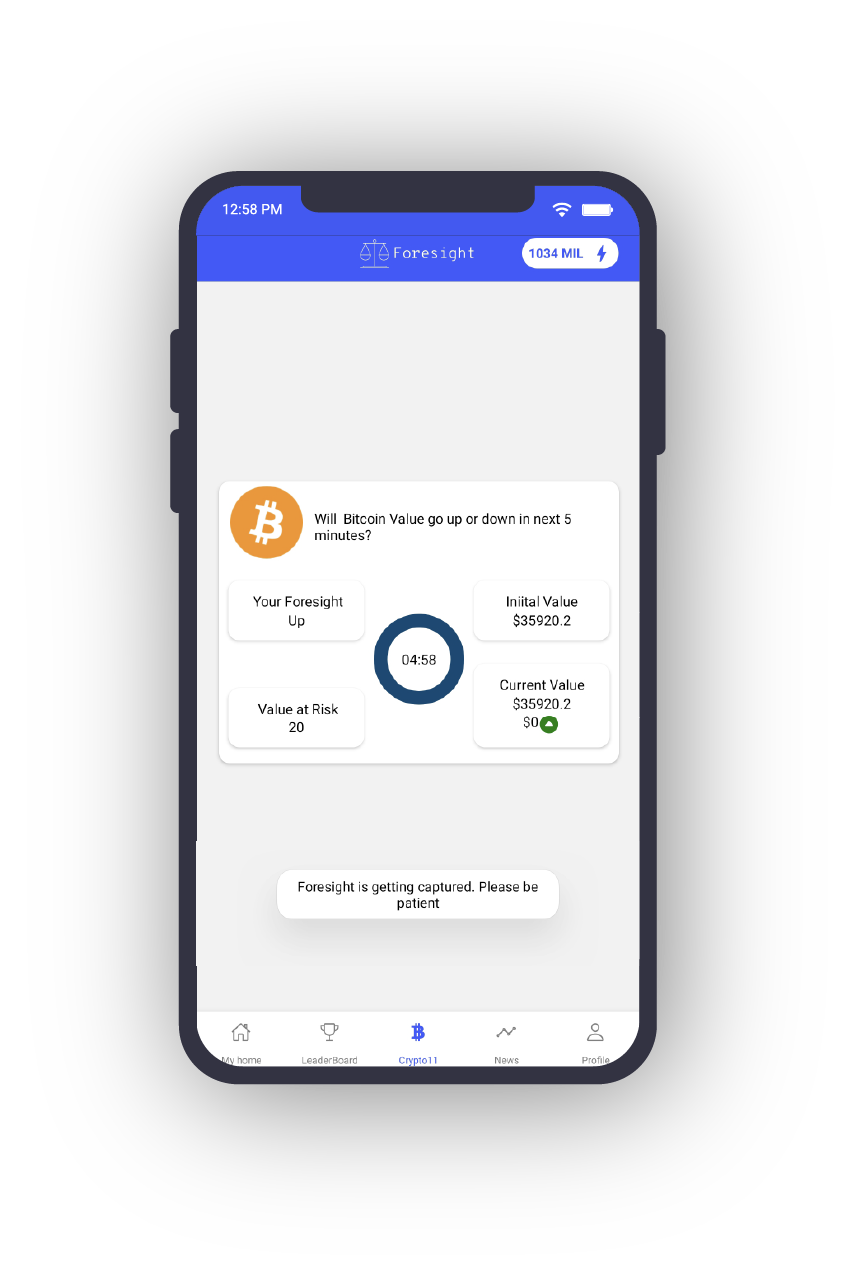 12:58 PM
Foresight
1034 MIL
Will Bitcoin Value go up or down in next 5
minutes?
Your Foresight
Up
Iniital Value
$35920.2
04:58
Value at Risk
20
Current Value
$35920.2
$0
Foresight is getting captured. Please be
patient
My home
LeaderBoard
Crypto11
News
Profile